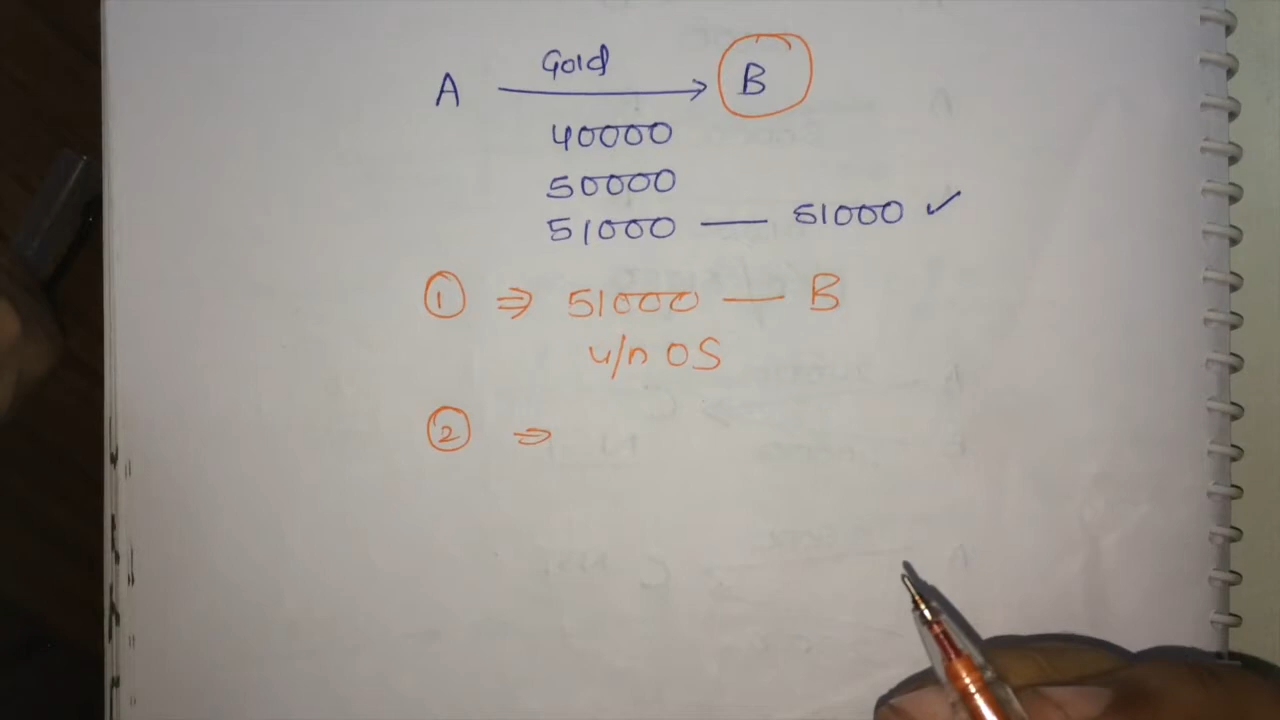 Gold
A → B
40000
50000
51000 — 51000 ✓
① ⇒ 51000 — B
u/n OS
② ⇒